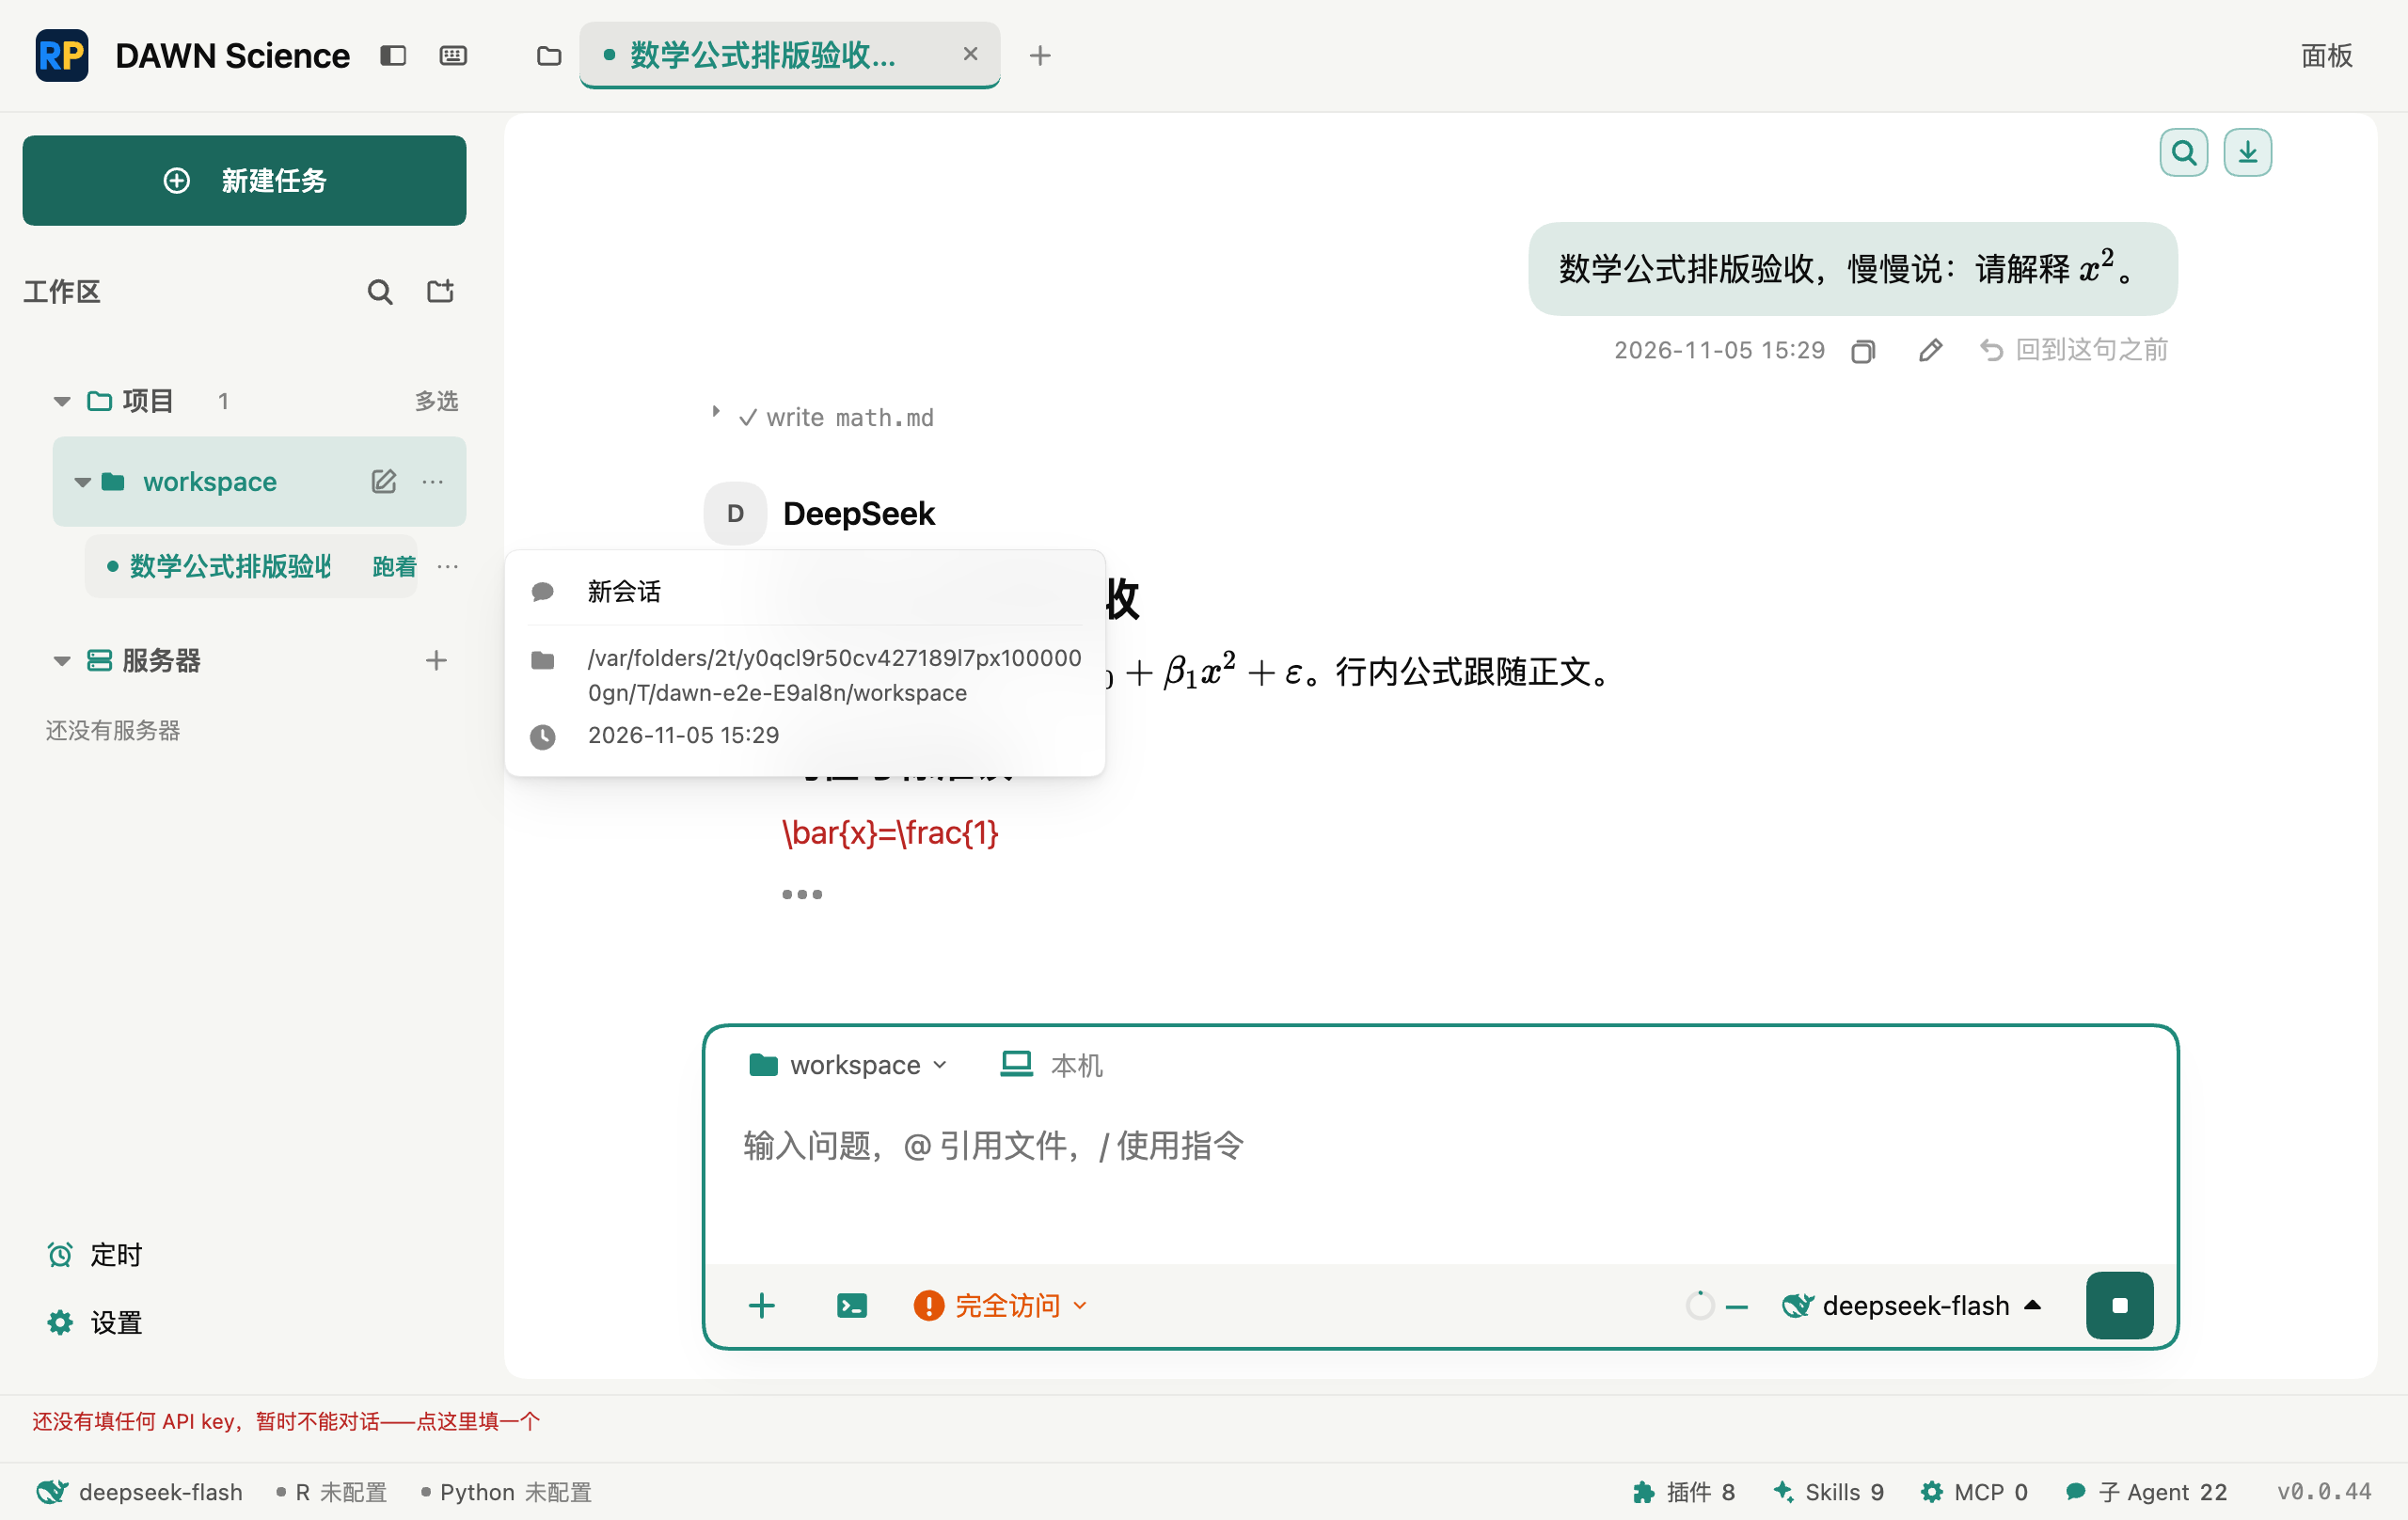 RP DAWN Science
数学公式排版验收...
面板
新建任务
工作区
项目 1 多选
workspace
数学公式排版验收 跑着
服务器
还没有服务器
定时
设置
数学公式排版验收，慢慢说：请解释 x²。
2026-11-05 15:29 回到这句之前
write math.md
D DeepSeek
收
新会话
/var/folders/2t/y0qcl9r50cv427189l7px100000
0gn/T/dawn-e2e-E9al8n/workspace
2026-11-05 15:29
₀ + β₁x² + ε。行内公式跟随正文。
\bar{x}=\frac{1}
workspace 本机
输入问题，@ 引用文件，/ 使用指令
完全访问
deepseek-flash
还没有填任何 API key，暂时不能对话——点这里填一个
deepseek-flash R 未配置 Python 未配置
插件 8 Skills 9 MCP 0 子 Agent 22 v0.0.44